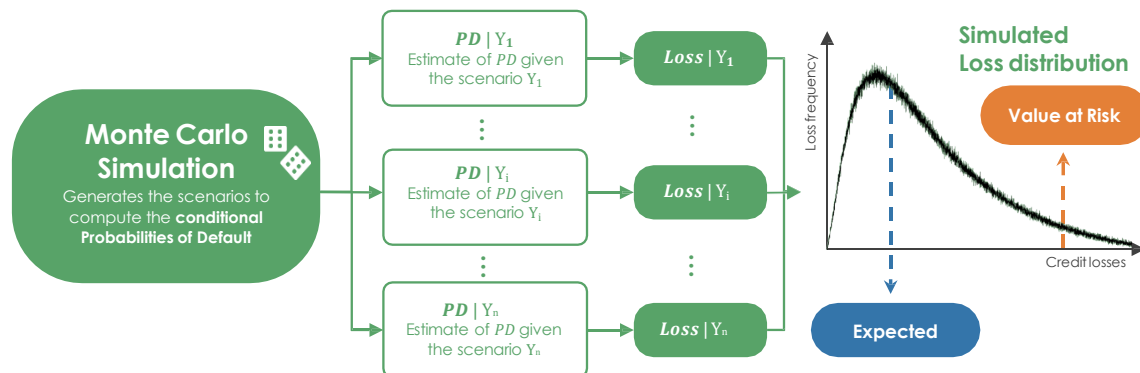 Monte Carlo
Simulation
Generates the scenarios to
compute the conditional
Probabilities of Default
PD | Y₁
Estimate of PD given
the scenario Y₁
PD | Yᵢ
Estimate of PD given
the scenario Yᵢ
PD | Yₙ
Estimate of PD given
the scenario Yₙ
Loss | Y₁
Loss | Yᵢ
Loss | Yₙ
Simulated
Loss distribution
Loss frequency
Value at Risk
Credit losses
Expected